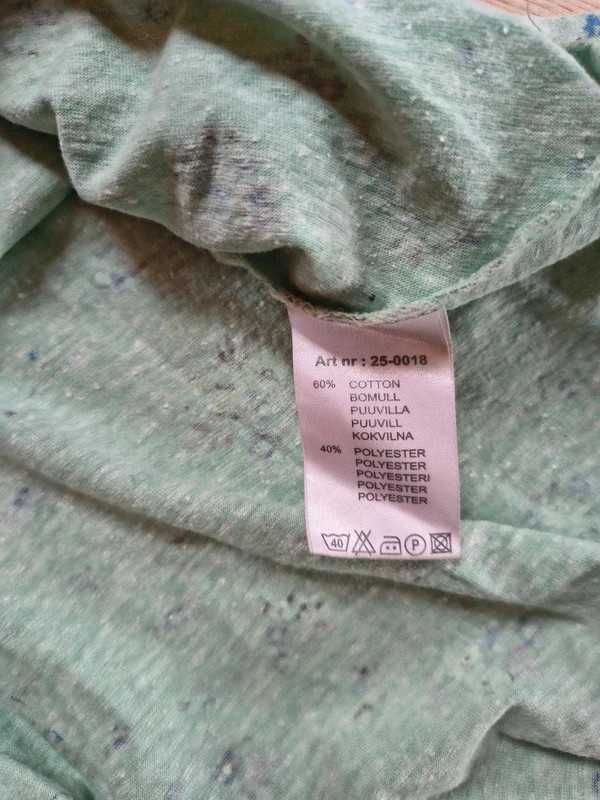 Art nr : 25-0018
60% COTTON
BOMULL
PUUVILLA
PUUVILL
KOKVILNA
40% POLYESTER
POLYESTER
POLYESTERI
POLYESTER
POLYESTER
40 P